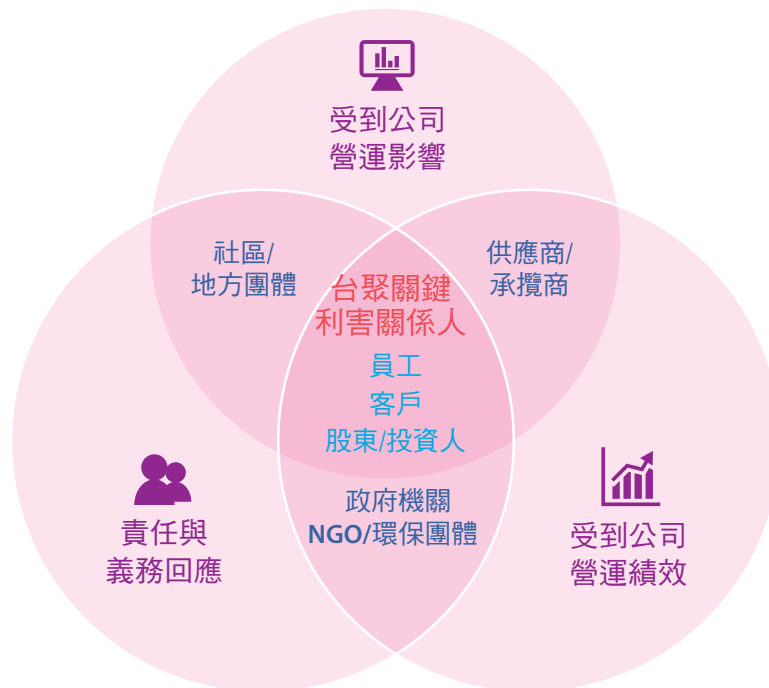 受到公司
營運影響
社區/
地方團體
供應商/
承攬商
台聚關鍵
利害關係人
員工
客戶
股東/投資人
政府機關
NGO/環保團體
責任與
義務回應
受到公司
營運績效